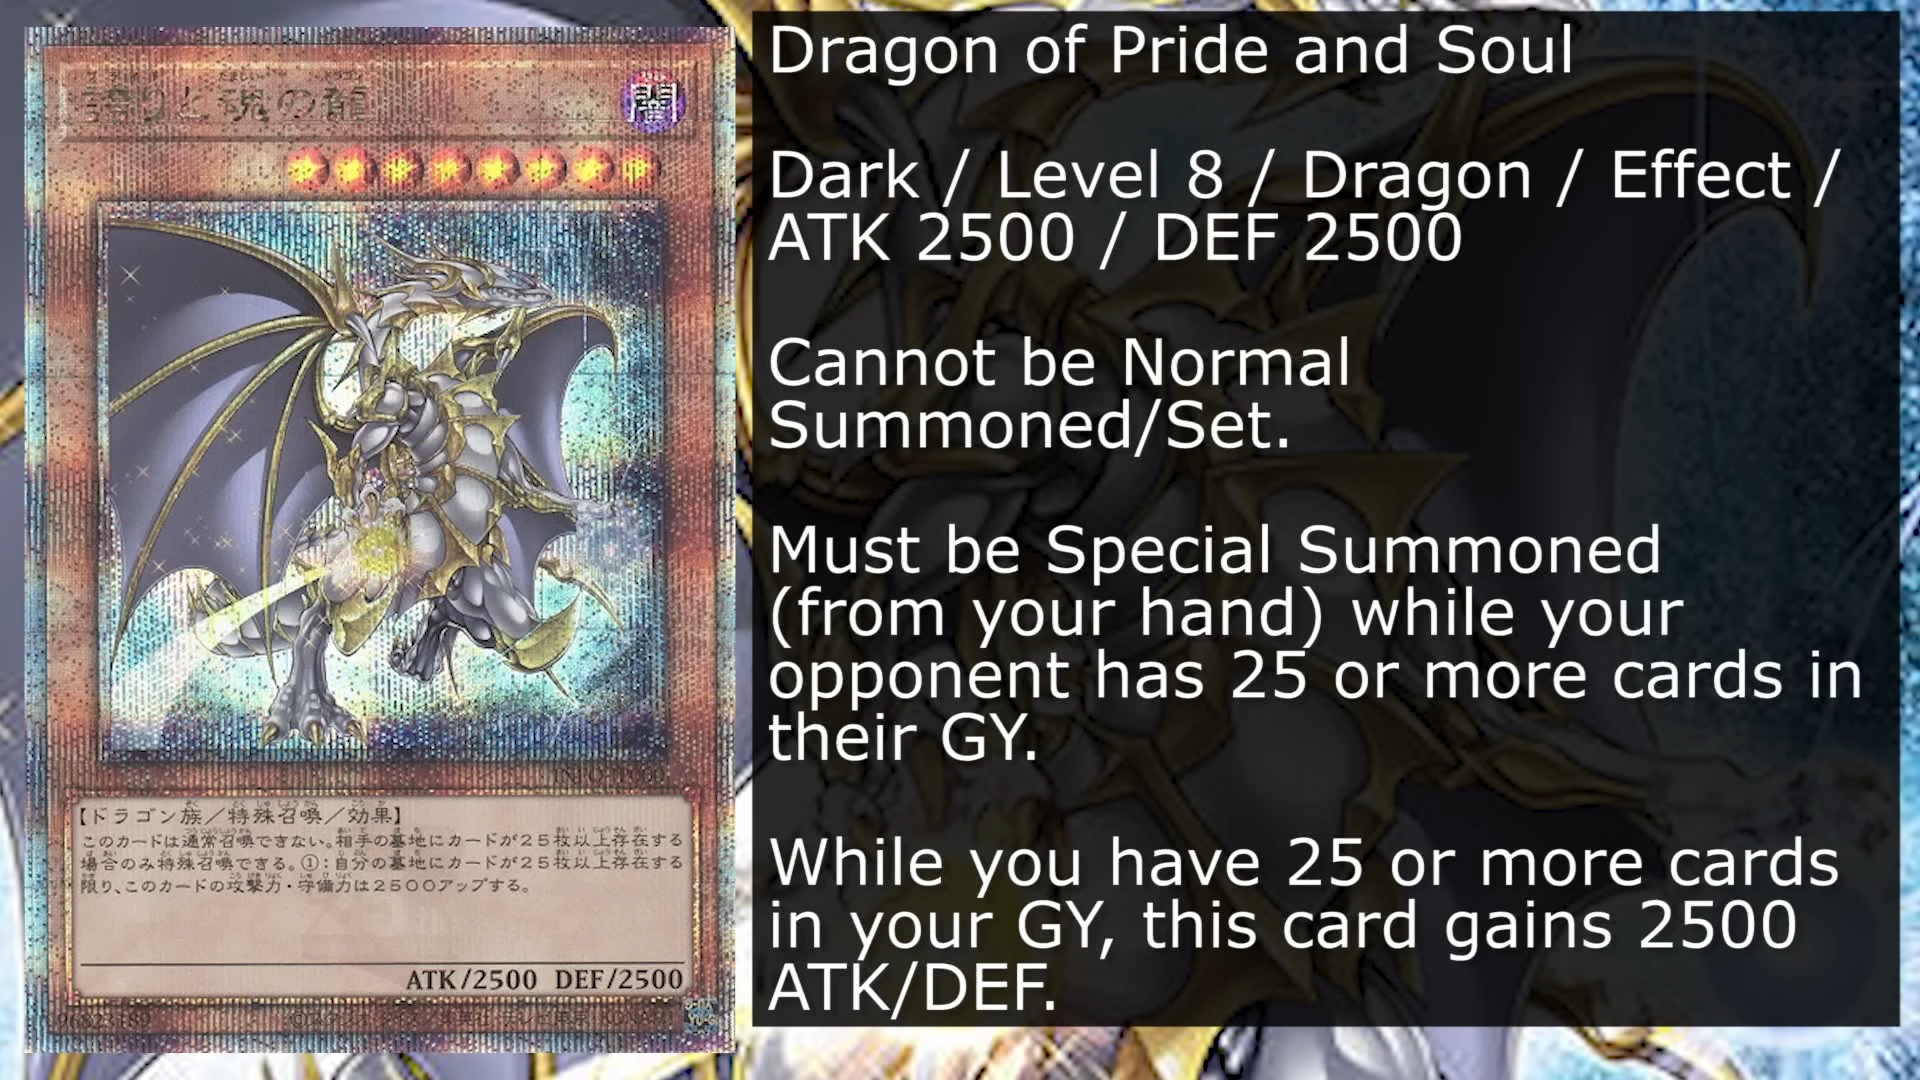 誇りと魂の龍
闇
【ドラゴン族／特殊召喚／効果】
このカードは通常召喚できない。相手の墓地にカードが２５枚以上存在する
場合のみ特殊召喚できる。①：自分の墓地にカードが２５枚以上存在する
限り、このカードの攻撃力・守備力は２５００アップする。
ATK/2500 DEF/2500
Dragon of Pride and Soul
Dark / Level 8 / Dragon / Effect /
ATK 2500 / DEF 2500
Cannot be Normal
Summoned/Set.
Must be Special Summoned
(from your hand) while your
opponent has 25 or more cards in
their GY.
While you have 25 or more cards
in your GY, this card gains 2500
ATK/DEF.